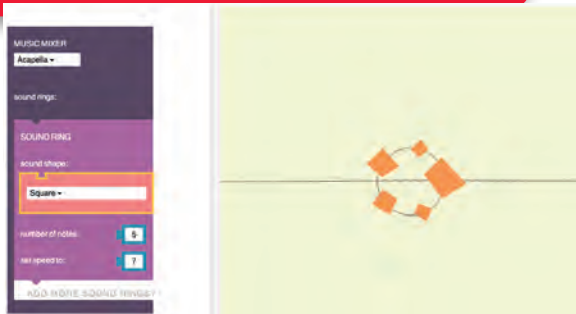 MUSIC MIXER
Acapella
sound rings:
SOUND RING
sound shape:
Square
number of notes: 5
set speed to: 7
ADD MORE SOUND RINGS?